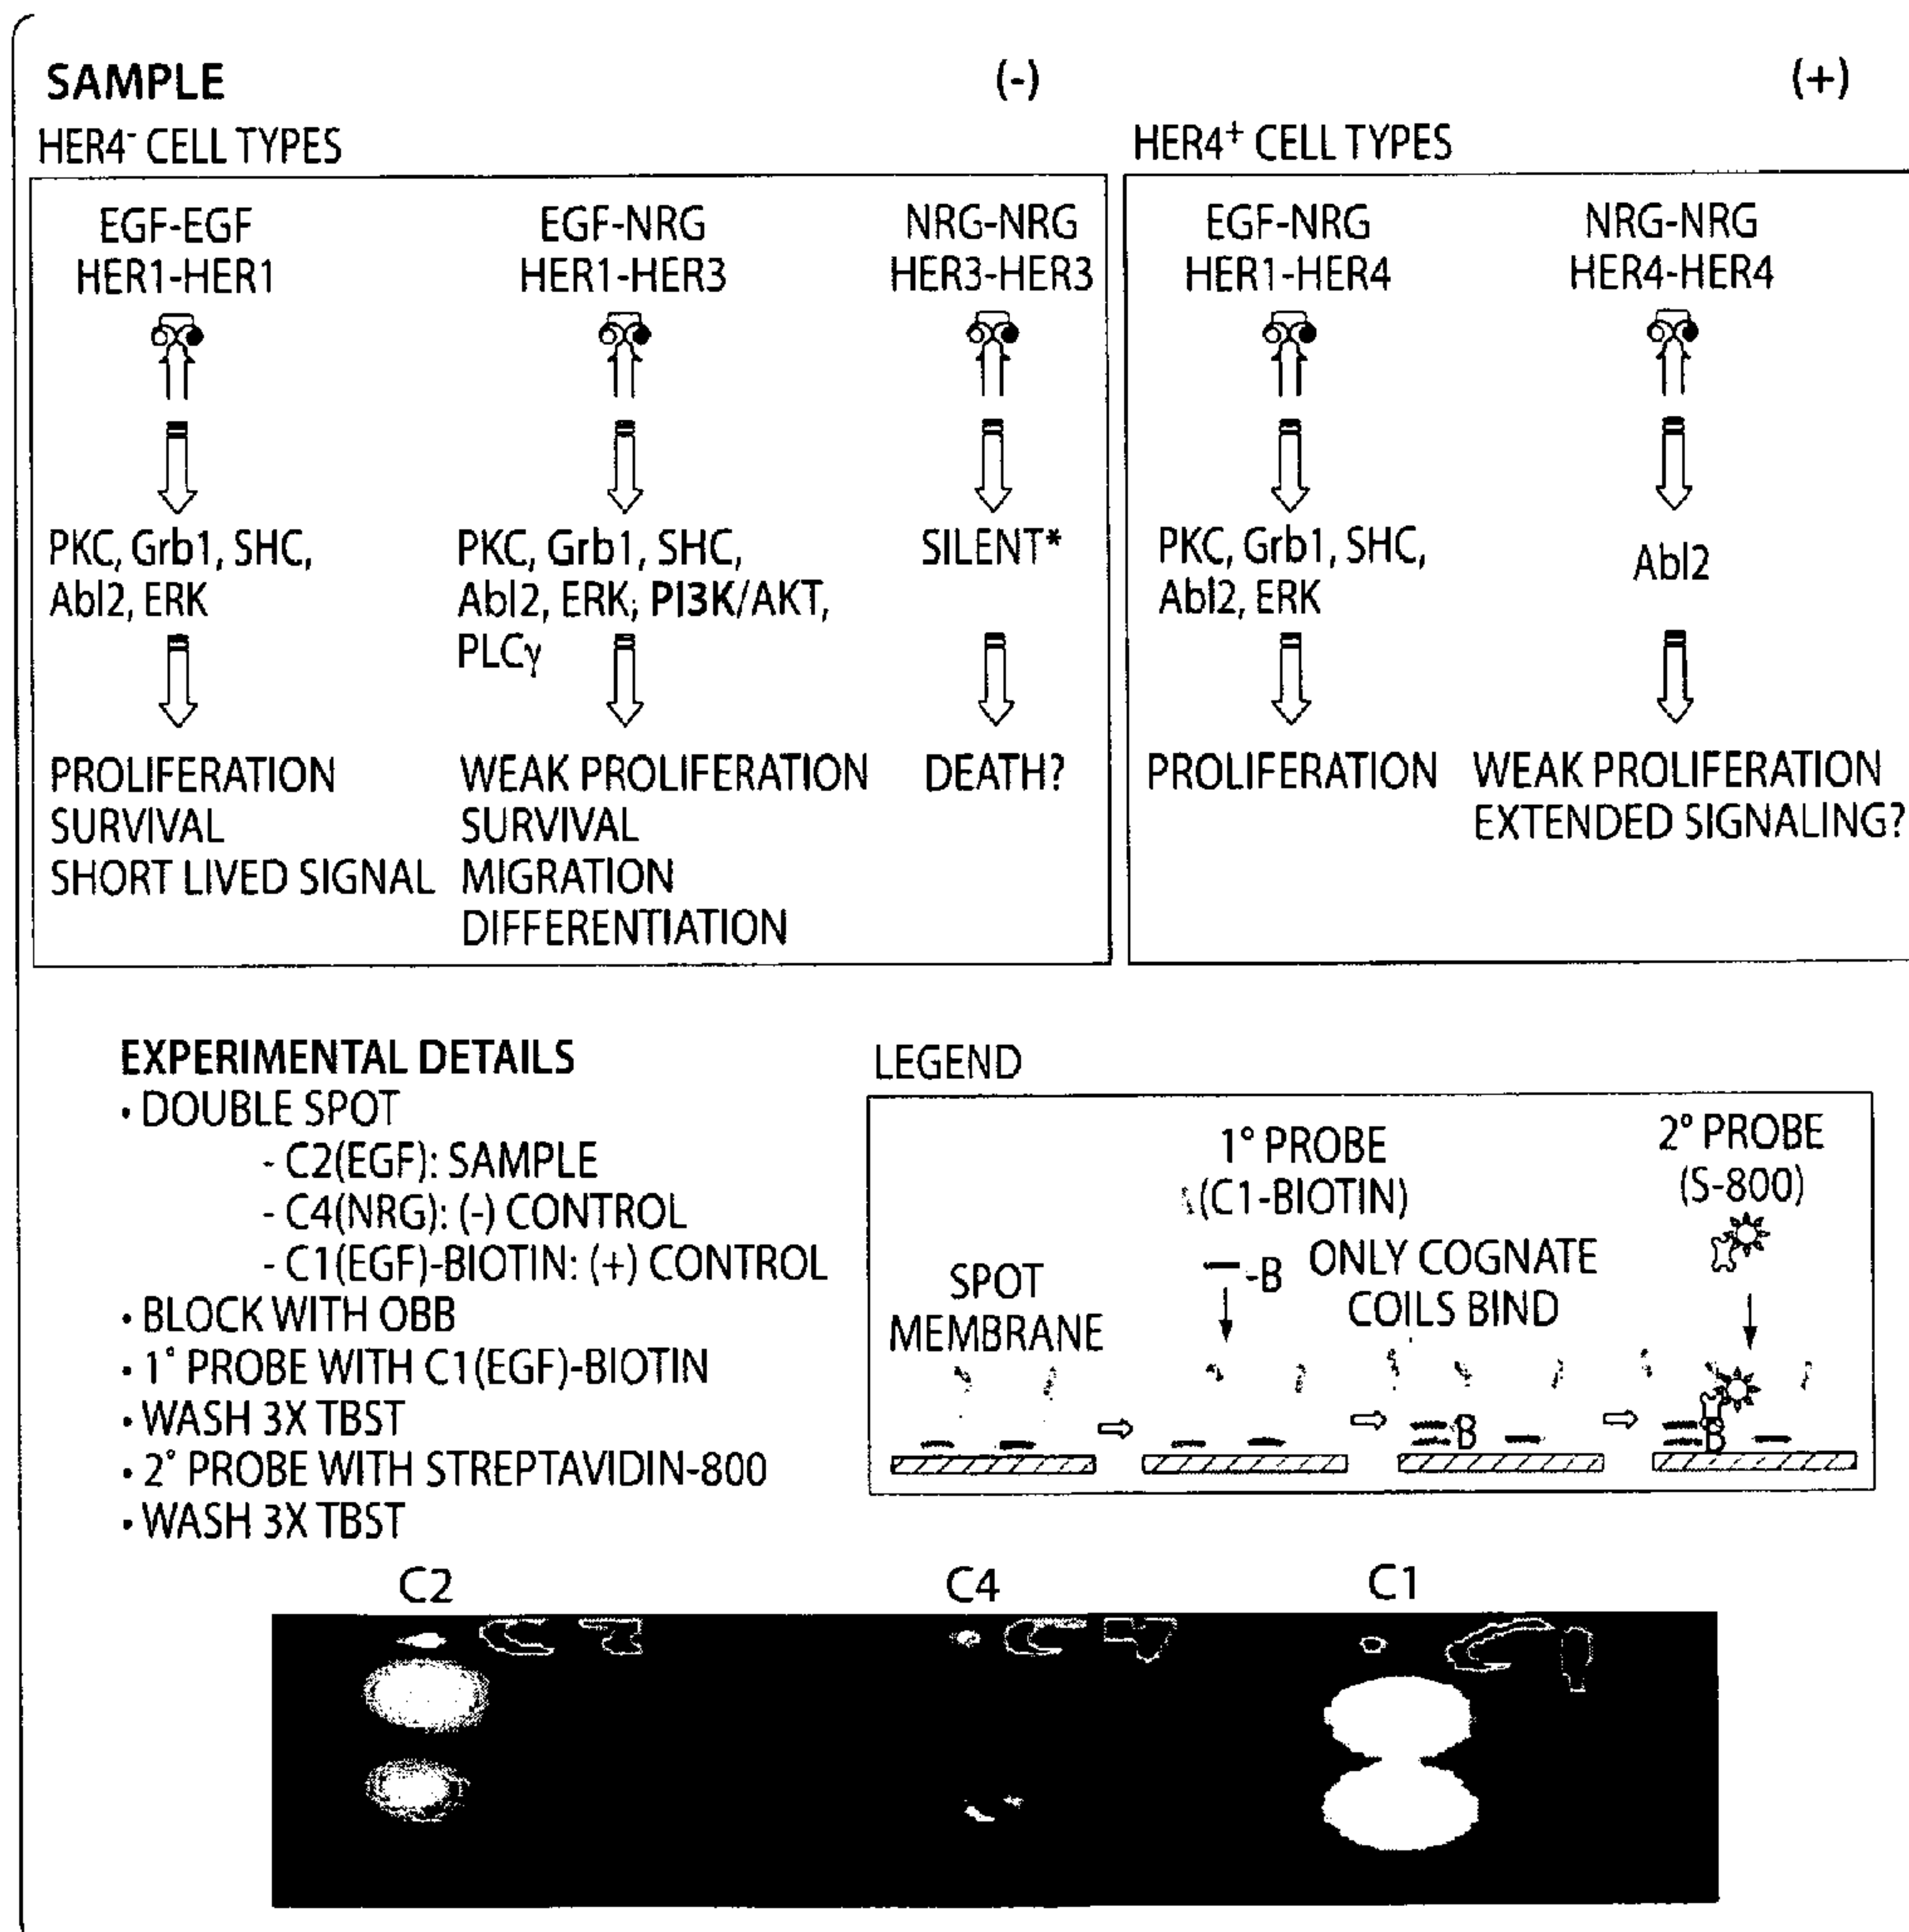 SAMPLE (-) (+)
HER4⁻ CELL TYPES
EGF-EGF
HER1-HER1
PKC, Grb1, SHC,
Abl2, ERK
PROLIFERATION
SURVIVAL
SHORT LIVED SIGNAL
EGF-NRG
HER1-HER3
PKC, Grb1, SHC,
Abl2, ERK; PI3K/AKT,
PLCγ
WEAK PROLIFERATION
SURVIVAL
MIGRATION
DIFFERENTIATION
NRG-NRG
HER3-HER3
SILENT*
DEATH?
HER4⁺ CELL TYPES
EGF-NRG
HER1-HER4
PKC, Grb1, SHC,
Abl2, ERK
PROLIFERATION
NRG-NRG
HER4-HER4
Abl2
WEAK PROLIFERATION
EXTENDED SIGNALING?
EXPERIMENTAL DETAILS
• DOUBLE SPOT
- C2(EGF): SAMPLE
- C4(NRG): (-) CONTROL
- C1(EGF)-BIOTIN: (+) CONTROL
• BLOCK WITH OBB
• 1° PROBE WITH C1(EGF)-BIOTIN
• WASH 3X TBST
• 2° PROBE WITH STREPTAVIDIN-800
• WASH 3X TBST
LEGEND
SPOT
MEMBRANE
1° PROBE
(C1-BIOTIN)
-B
ONLY COGNATE
COILS BIND
2° PROBE
(S-800)
B
B
C2 C4 C1